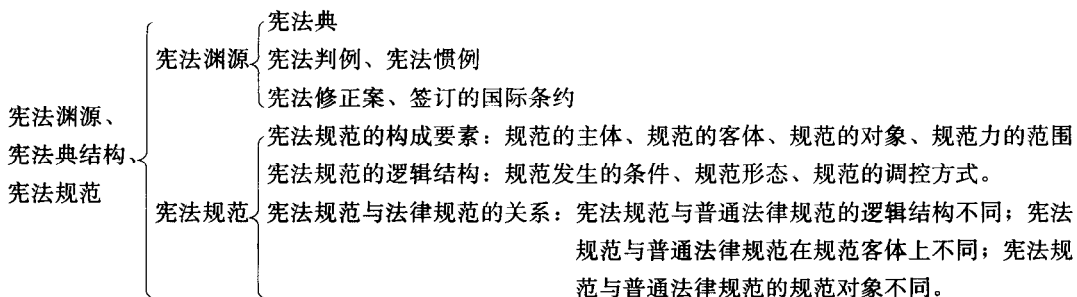 宪法渊源、
宪法典结构、
宪法规范
宪法渊源
宪法典
宪法判例、宪法惯例
宪法修正案、签订的国际条约
宪法规范
宪法规范的构成要素：规范的主体、规范的客体、规范的对象、规范力的范围
宪法规范的逻辑结构：规范发生的条件、规范形态、规范的调控方式。
宪法规范与法律规范的关系：宪法规范与普通法律规范的逻辑结构不同；宪法
规范与普通法律规范在规范客体上不同；宪法规
范与普通法律规范的规范对象不同。